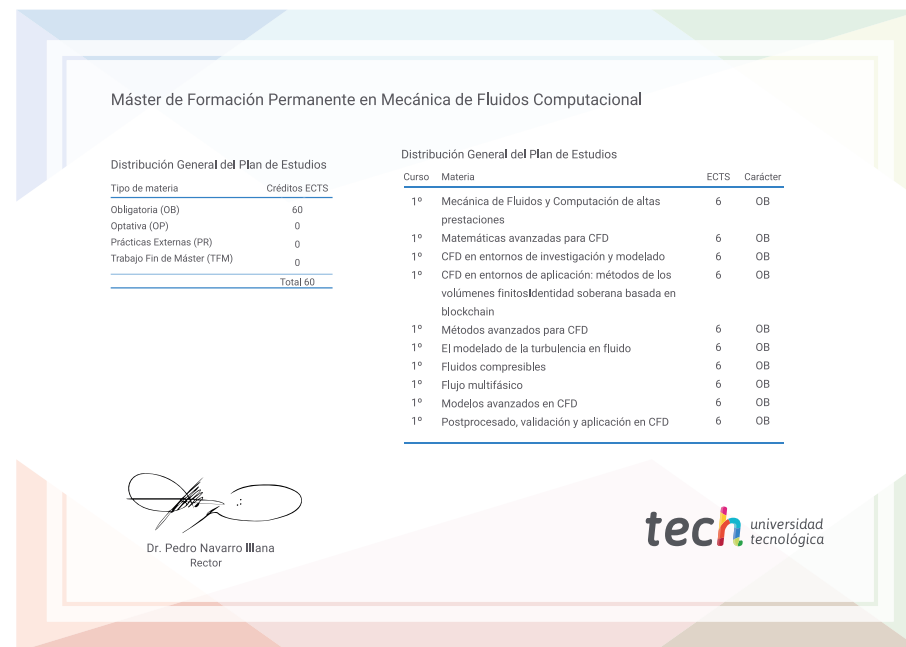 Máster de Formación Permanente en Mecánica de Fluidos Computacional
Distribución General del Plan de Estudios
Tipo de materia Créditos ECTS
Obligatoria (OB) 60
Optativa (OP) 0
Prácticas Externas (PR) 0
Trabajo Fin de Máster (TFM) 0
Total 60
Distribución General del Plan de Estudios
Curso Materia ECTS Carácter
1º Mecánica de Fluidos y Computación de altas 6 OB
prestaciones
1º Matemáticas avanzadas para CFD 6 OB
1º CFD en entornos de investigación y modelado 6 OB
1º CFD en entornos de aplicación: métodos de los 6 OB
volúmenes finitosIdentidad soberana basada en
blockchain
1º Métodos avanzados para CFD 6 OB
1º El modelado de la turbulencia en fluido 6 OB
1º Fluidos compresibles 6 OB
1º Flujo multifásico 6 OB
1º Modelos avanzados en CFD 6 OB
1º Postprocesado, validación y aplicación en CFD 6 OB
Dr. Pedro Navarro Illana
Rector
tech universidad
tecnológica